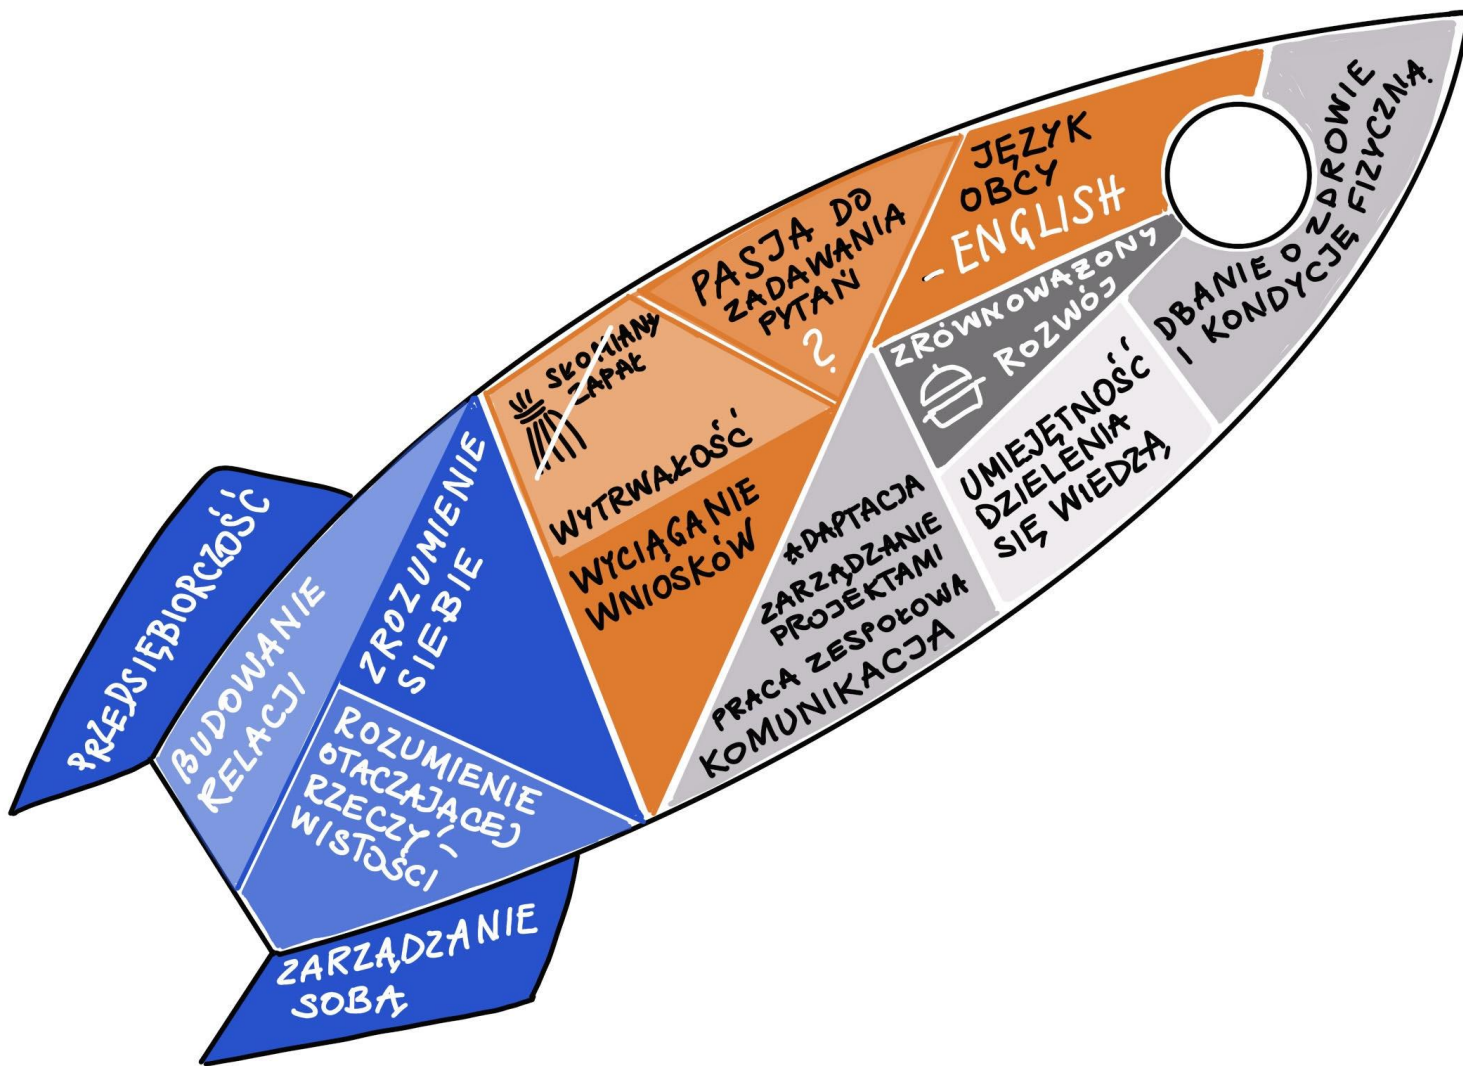 PRZEDSIĘBIORCZOŚĆ
BUDOWANIE
RELACJI
ZROZUMIENIE
SIEBIE
ROZUMIENIE
OTACZAJĄCEJ
RZECZY-
WISTOŚCI
ZARZĄDZANIE
SOBĄ
SŁOMIANY
ZAPAŁ
WYTRWAŁOŚĆ
WYCIĄGANIE
WNIOSKÓW
PASJA DO
ZADAWANIA
PYTAŃ
?
JĘZYK
OBCY
- ENGLISH
ZRÓWNOWAŻONY
ROZWÓJ
ADAPTACJA
ZARZĄDZANIE
PROJEKTAMI
PRACA ZESPOŁOWA
KOMUNIKACJA
UMIEJĘTNOŚĆ
DZIELENIA
SIĘ WIEDZĄ
DBANIE O ZDROWIE
I KONDYCJĘ FIZYCZNĄ